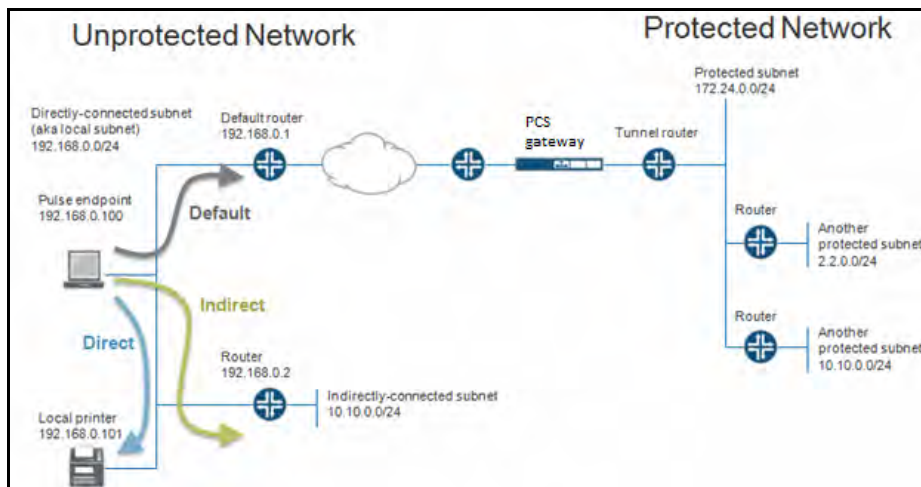 Unprotected Network
Protected Network
Protected subnet
172.24.0.0/24
Directly-connected subnet
(aka local subnet)
192.168.0.0/24
Default router
192.168.0.1
PCS
gateway
Tunnel router
Pulse endpoint
192.168.0.100
Default
Router
Another
protected subnet
2.2.0.0/24
Indirect
Direct
Router
Another
protected subnet
10.10.0.0/24
Router
192.168.0.2
Indirectly-connected subnet
10.10.0.0/24
Local printer
192.168.0.101